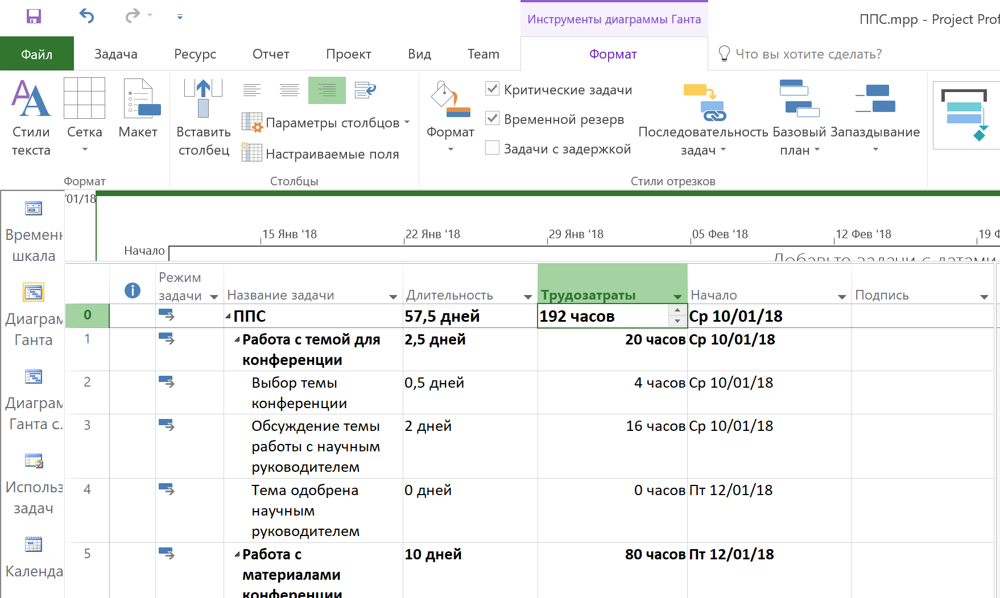 Инструменты диаграммы Ганта
ППС.mpp - Project Prof
Файл
Задача
Ресурс
Отчет
Проект
Вид
Team
Формат
Что вы хотите сделать?
Стили
текста
Сетка
Макет
Формат
Вставить
столбец
Параметры столбцов
Настраиваемые поля
Столбцы
Формат
Критические задачи
Временной резерв
Задачи с задержкой
Последовательность
задач
Базовый
план
Запаздывание
Стили отрезков
/01/18
15 Янв '18
22 Янв '18
29 Янв '18
05 Фев '18
12 Фев '18
19 Ф
Начало
Добавьте задачи с датами
Временн
шкала
Диаграм
Ганта
Диаграм
Ганта с.
Использ
задач
Календа
Режим
задачи
Название задачи
Длительность
Трудозатраты
Начало
Подпись
0 ППС 57,5 дней 192 часов Ср 10/01/18
1 Работа с темой для 2,5 дней 20 часов Ср 10/01/18
конференции
2 Выбор темы 0,5 дней 4 часов Ср 10/01/18
конференции
3 Обсуждение темы 2 дней 16 часов Ср 10/01/18
работы с научным
руководителем
4 Тема одобрена 0 дней 0 часов Пт 12/01/18
научным
руководителем
5 Работа с 10 дней 80 часов Пт 12/01/18
материалами
конференции